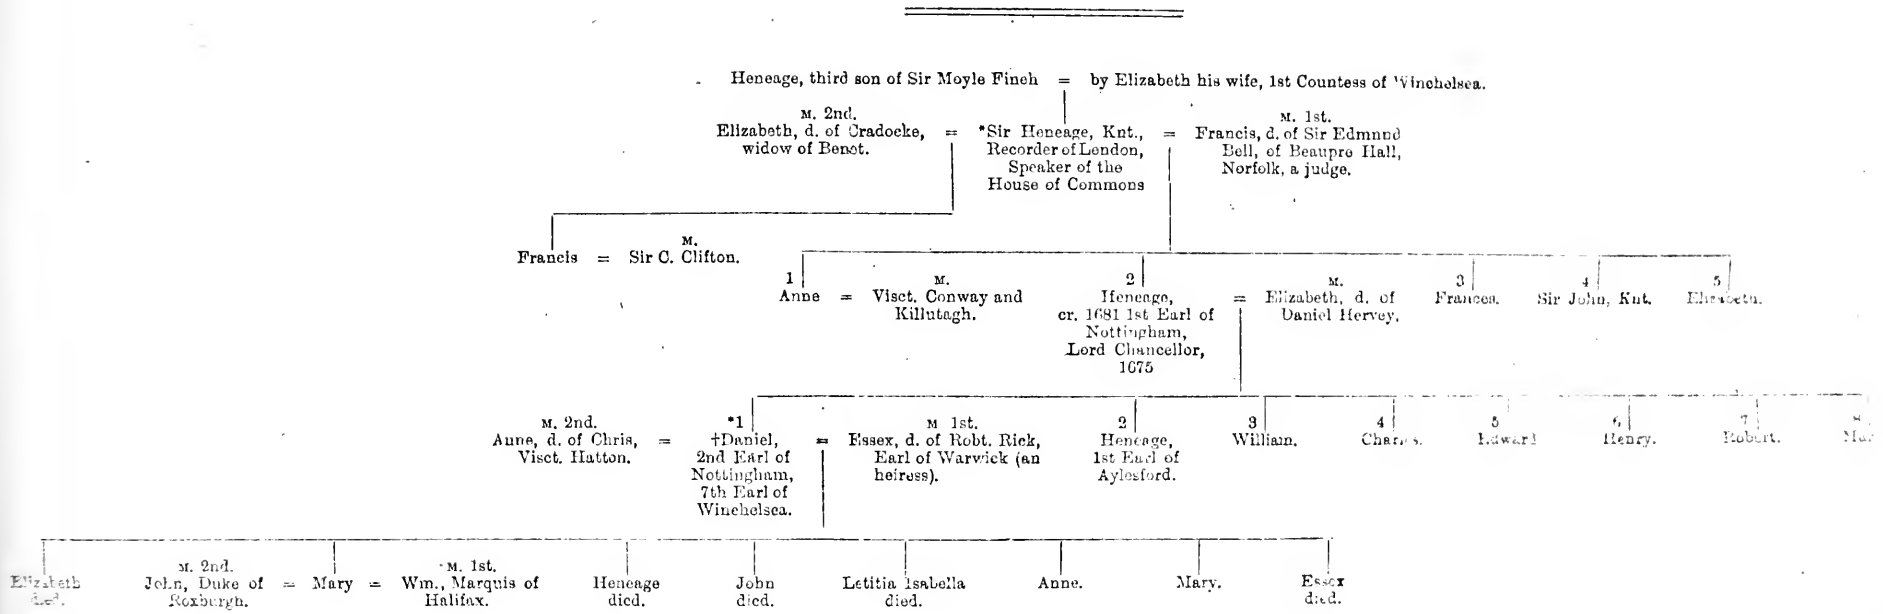 Heneage, third son of Sir Moyle Finch = by Elizabeth his wife, 1st Countess of Winchelsea.
M. 2nd.
Elizabeth, d. of Cradocke,
widow of Benet.
=
*Sir Heneage, Knt.,
Recorder of London,
Speaker of the
House of Commons
=
M. 1st.
Francis, d. of Sir Edmund
Bell, of Beaupre Hall,
Norfolk, a judge.
Francis =
M.
Sir C. Clifton.
1
Anne =
M.
Visct. Conway and
Killutagh.
2
Heneage,
cr. 1681 1st Earl of
Nottingham,
Lord Chancellor,
1675
=
M.
Elizabeth, d. of
Daniel Hervey.
3
Frances.
4
Sir John, Knt.
5
Elizabeth.
M. 2nd.
Anne, d. of Chris,
Visct. Hatton.
=
*1
†Daniel,
2nd Earl of
Nottingham,
7th Earl of
Winchelsea.
=
M 1st.
Essex, d. of Robt. Rick,
Earl of Warwick (an
heiress).
2
Heneage,
1st Earl of
Aylesford.
3
William.
4
Charles.
5
Edward
6
Henry.
7
Robert.
Elizabeth
died.
M. 2nd.
John, Duke of
Roxburgh.
= Mary =
M. 1st.
Wm., Marquis of
Halifax.
Heneage
died.
John
died.
Letitia Isabella
died.
Anne.
Mary.
Essex
died.